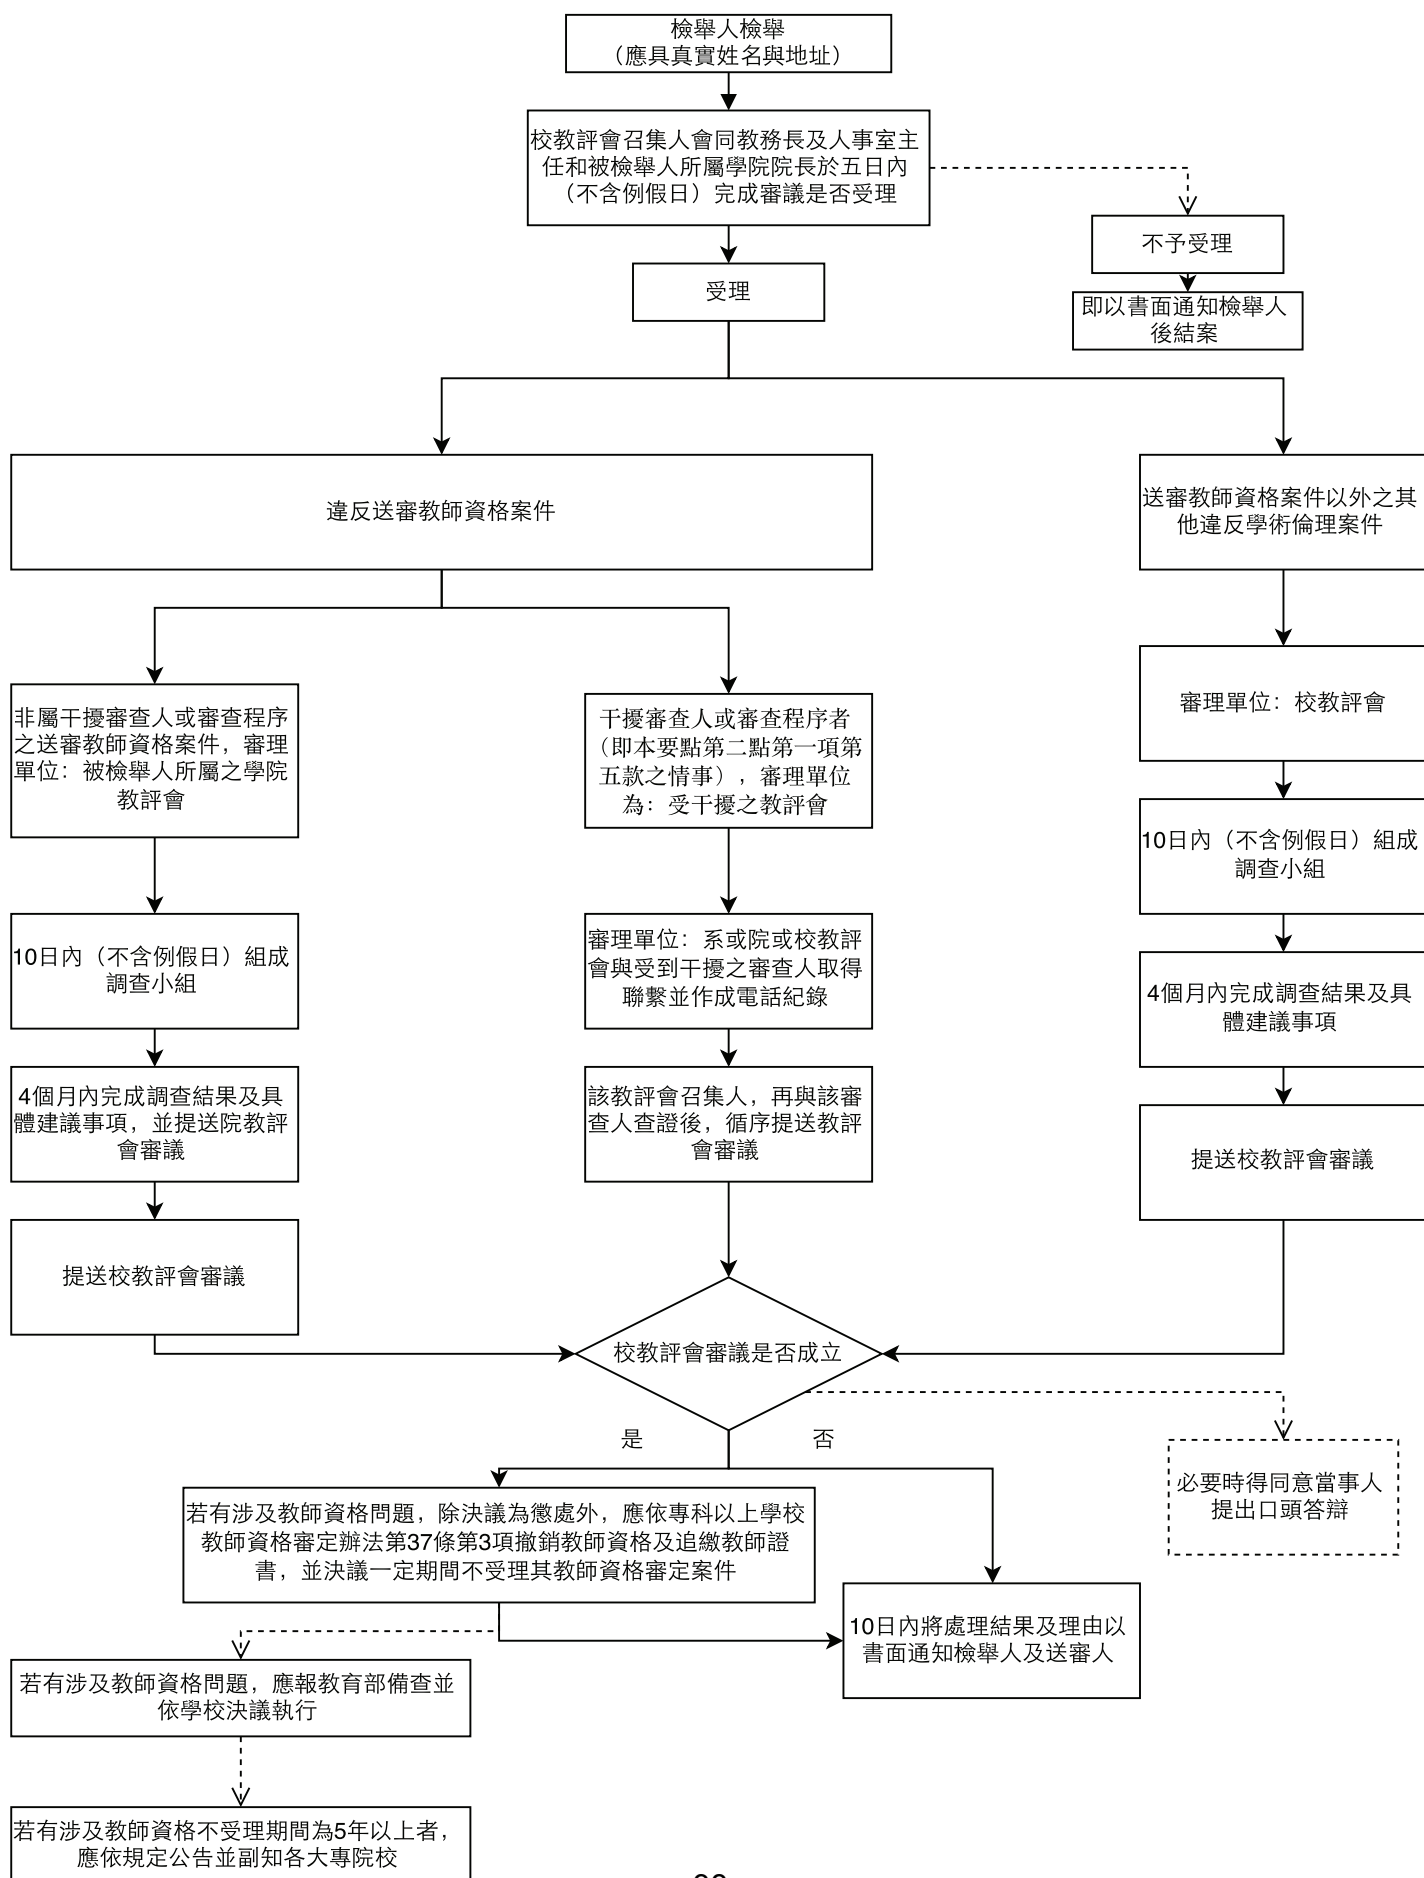 檢舉人檢舉
（應具真實姓名與地址）
校教評會召集人會同教務長及人事室主
任和被檢舉人所屬學院院長於五日內
（不含例假日）完成審議是否受理
不予受理
受理
即以書面通知檢舉人
後結案
違反送審教師資格案件
送審教師資格案件以外之其
他違反學術倫理案件
非屬干擾審查人或審查程序
之送審教師資格案件，審理
單位：被檢舉人所屬之學院
教評會
干擾審查人或審查程序者
（即本要點第二點第一項第
五款之情事），審理單位
為：受干擾之教評會
審理單位：校教評會
10日內（不含例假日）組成
調查小組
10日內（不含例假日）組成
調查小組
審理單位：系或院或校教評
會與受到干擾之審查人取得
聯繫並作成電話紀錄
4個月內完成調查結果及具
體建議事項
4個月內完成調查結果及具
體建議事項，並提送院教評
會審議
該教評會召集人，再與該審
查人查證後，循序提送教評
會審議
提送校教評會審議
提送校教評會審議
校教評會審議是否成立
是
否
必要時得同意當事人
提出口頭答辯
若有涉及教師資格問題，除決議為懲處外，應依專科以上學校
教師資格審定辦法第37條第3項撤銷教師資格及追繳教師證
書，並決議一定期間不受理其教師資格審定案件
10日內將處理結果及理由以
書面通知檢舉人及送審人
若有涉及教師資格問題，應報教育部備查並
依學校決議執行
若有涉及教師資格不受理期間為5年以上者，
應依規定公告並副知各大專院校